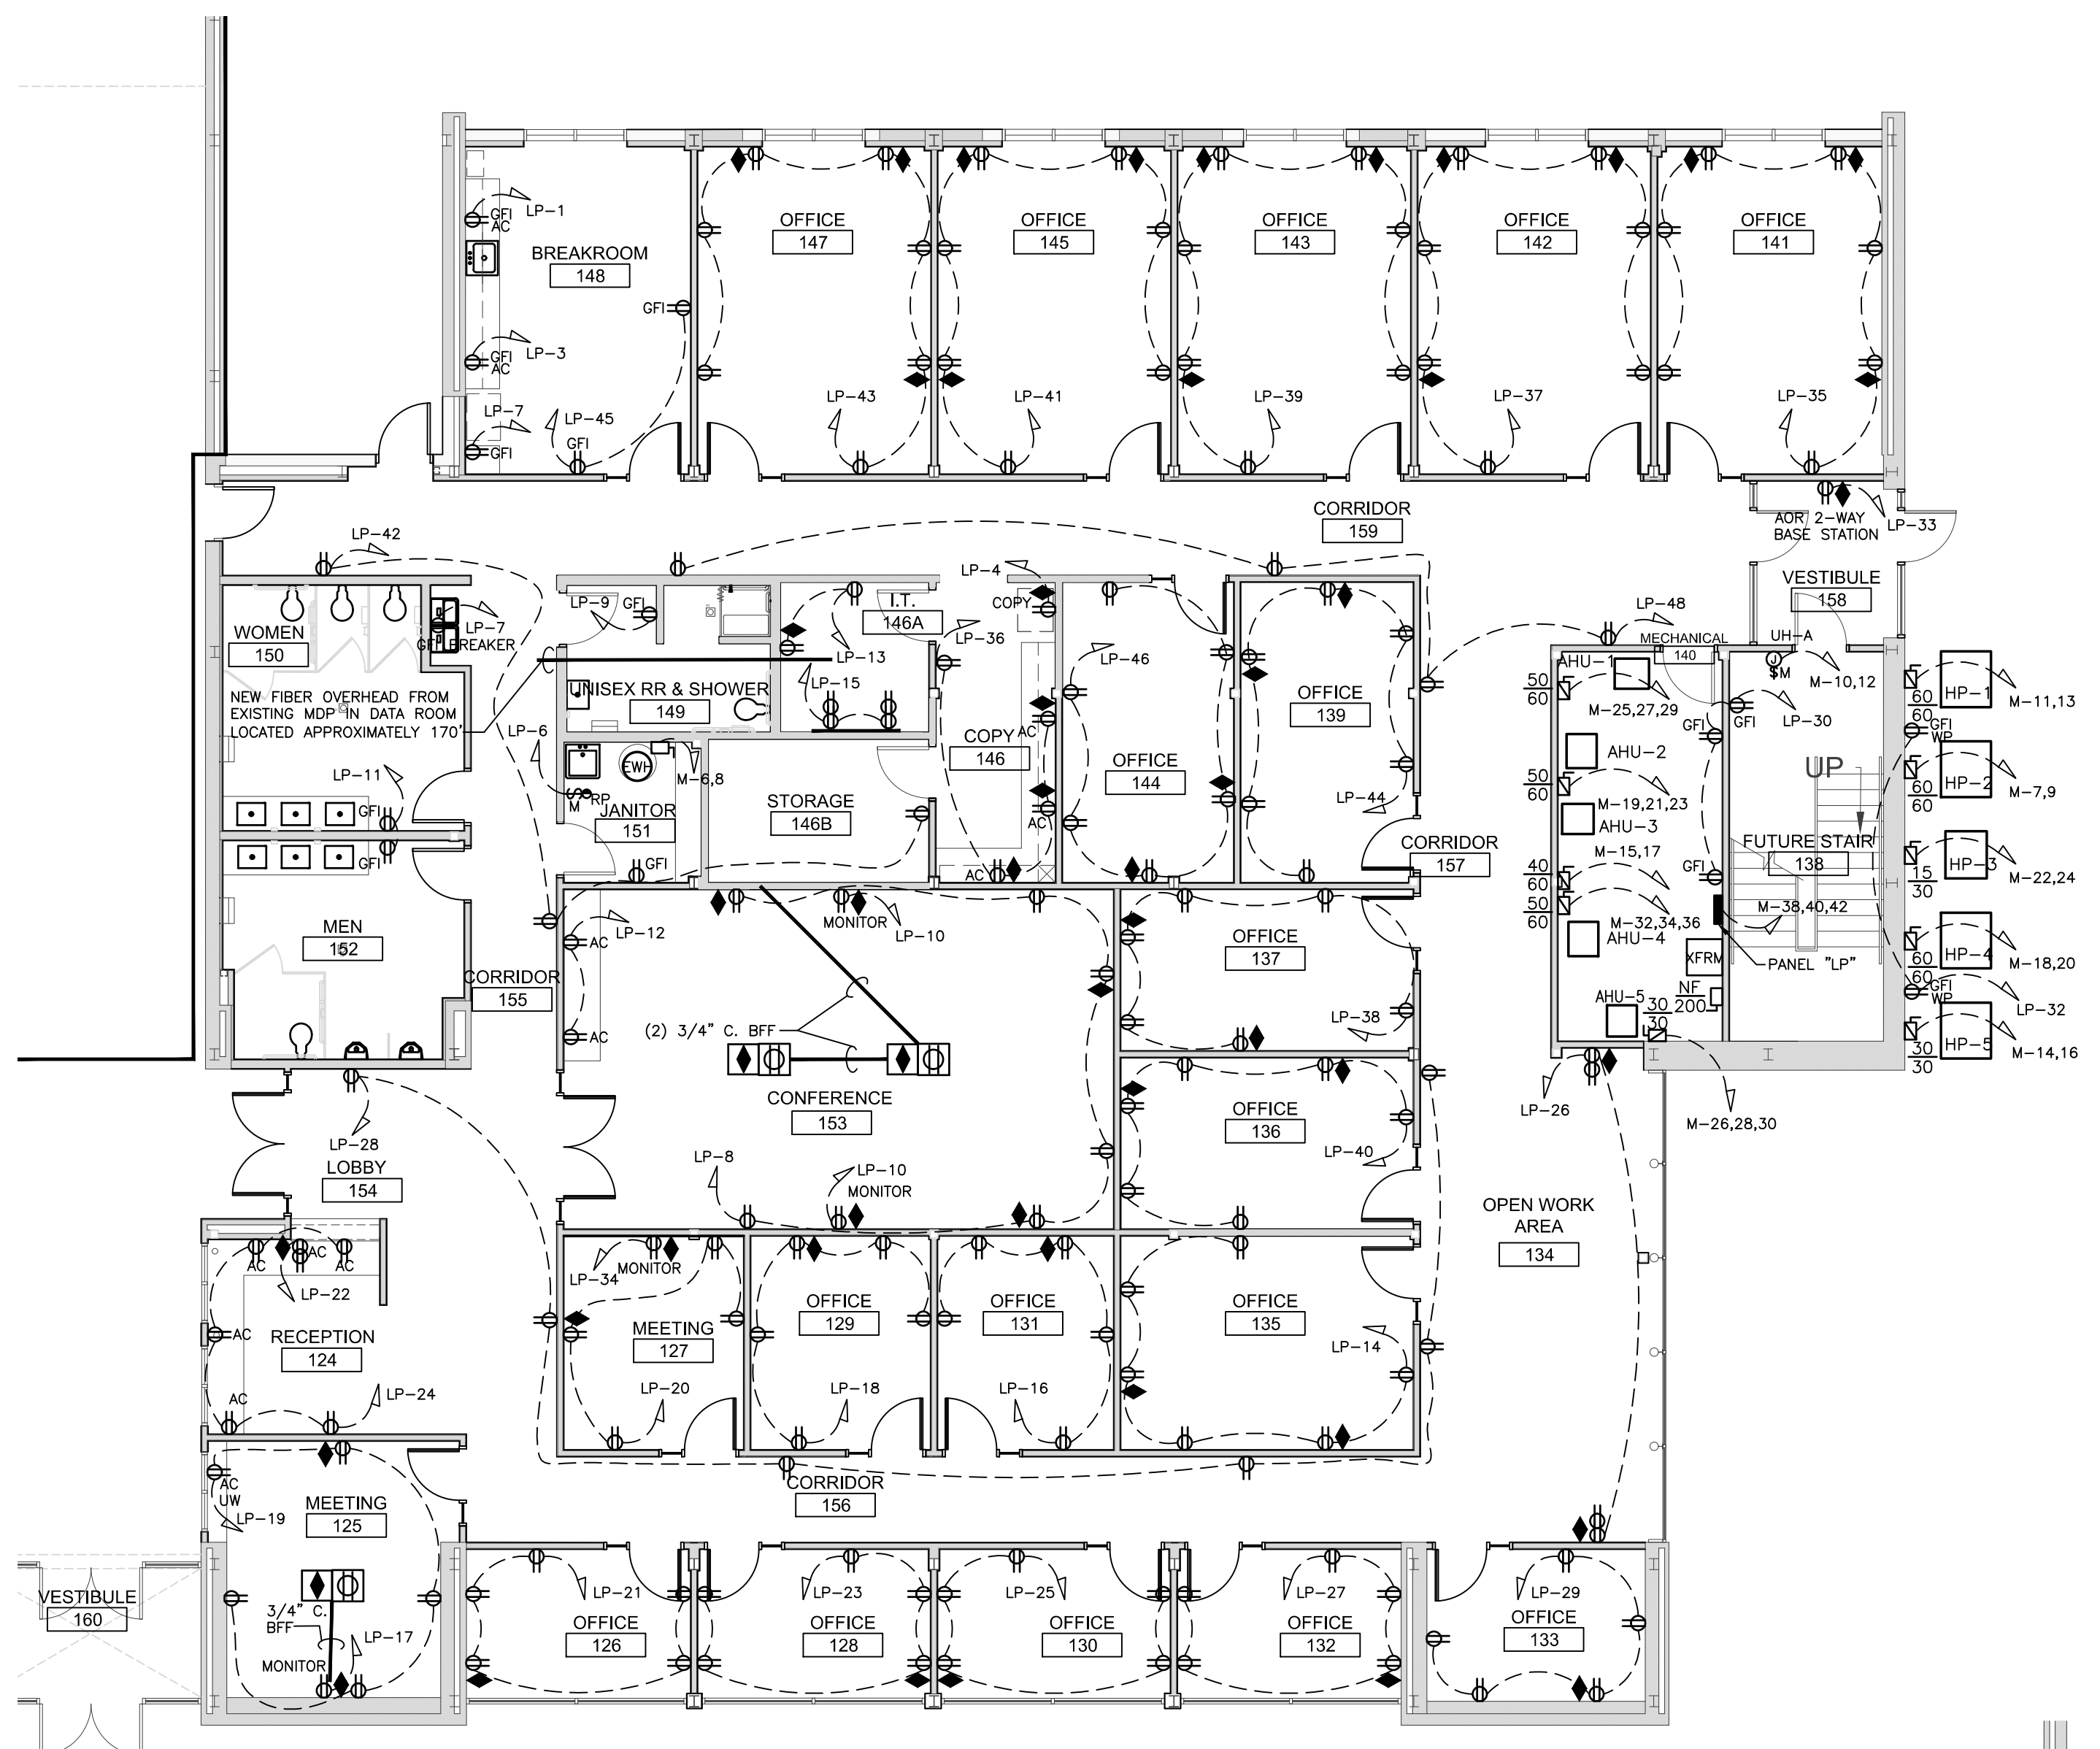 LP-1
GFI
AC
BREAKROOM
148
GFI
LP-3
GFI
AC
LP-7
GFI
LP-45
GFI
OFFICE
147
LP-43
OFFICE
145
LP-41
OFFICE
143
LP-39
OFFICE
142
LP-37
OFFICE
141
LP-35
CORRIDOR
159
AOR 2-WAY
BASE STATION
LP-33
VESTIBULE
158
LP-42
WOMEN
150
LP-7
GFI BREAKER
NEW FIBER OVERHEAD FROM
EXISTING MDP IN DATA ROOM
LOCATED APPROXIMATELY 170'
LP-11
GFI
GFI
MEN
152
CORRIDOR
155
LP-9
GFI
UNISEX RR & SHOWER
149
I.T.
146A
LP-13
LP-15
LP-4
COPY
LP-36
AC
COPY
146
AC
AC
LP-6
EWH
M-6,8
M
RP
JANITOR
151
GFI
STORAGE
146B
LP-46
OFFICE
144
OFFICE
139
LP-44
CORRIDOR
157
LP-48
MECHANICAL
140
UH-A
J
$M
M-10,12
AHU-1
50
60
M-25,27,29
GFI
GFI
LP-30
AHU-2
50
60
M-19,21,23
AHU-3
M-15,17
40
60
50
60
M-32,34,36
AHU-4
GFI
M-38,40,42
XFRM
PANEL "LP"
NF
200
AHU-5
30
30
UP
FUTURE STAIR
138
60
60
HP-1
M-11,13
GFI
WP
60
60
HP-2
M-7,9
15
30
HP-3
M-22,24
60
60
HP-4
M-18,20
GFI
WP
LP-32
30
30
HP-5
M-14,16
LP-26
M-26,28,30
AC
LP-12
AC
MONITOR
LP-10
(2) 3/4" C. BFF
CONFERENCE
153
LP-8
LP-10
MONITOR
OFFICE
137
LP-38
OFFICE
136
LP-40
OPEN WORK
AREA
134
LP-28
LOBBY
154
AC
AC
AC
LP-22
AC
RECEPTION
124
AC
LP-24
LP-34
MONITOR
MEETING
127
LP-20
OFFICE
129
LP-18
OFFICE
131
LP-16
OFFICE
135
LP-14
CORRIDOR
156
AC
UW
LP-19
MEETING
125
3/4" C.
BFF
LP-17
MONITOR
VESTIBULE
160
LP-21
OFFICE
126
LP-23
OFFICE
128
LP-25
OFFICE
130
LP-27
OFFICE
132
LP-29
OFFICE
133